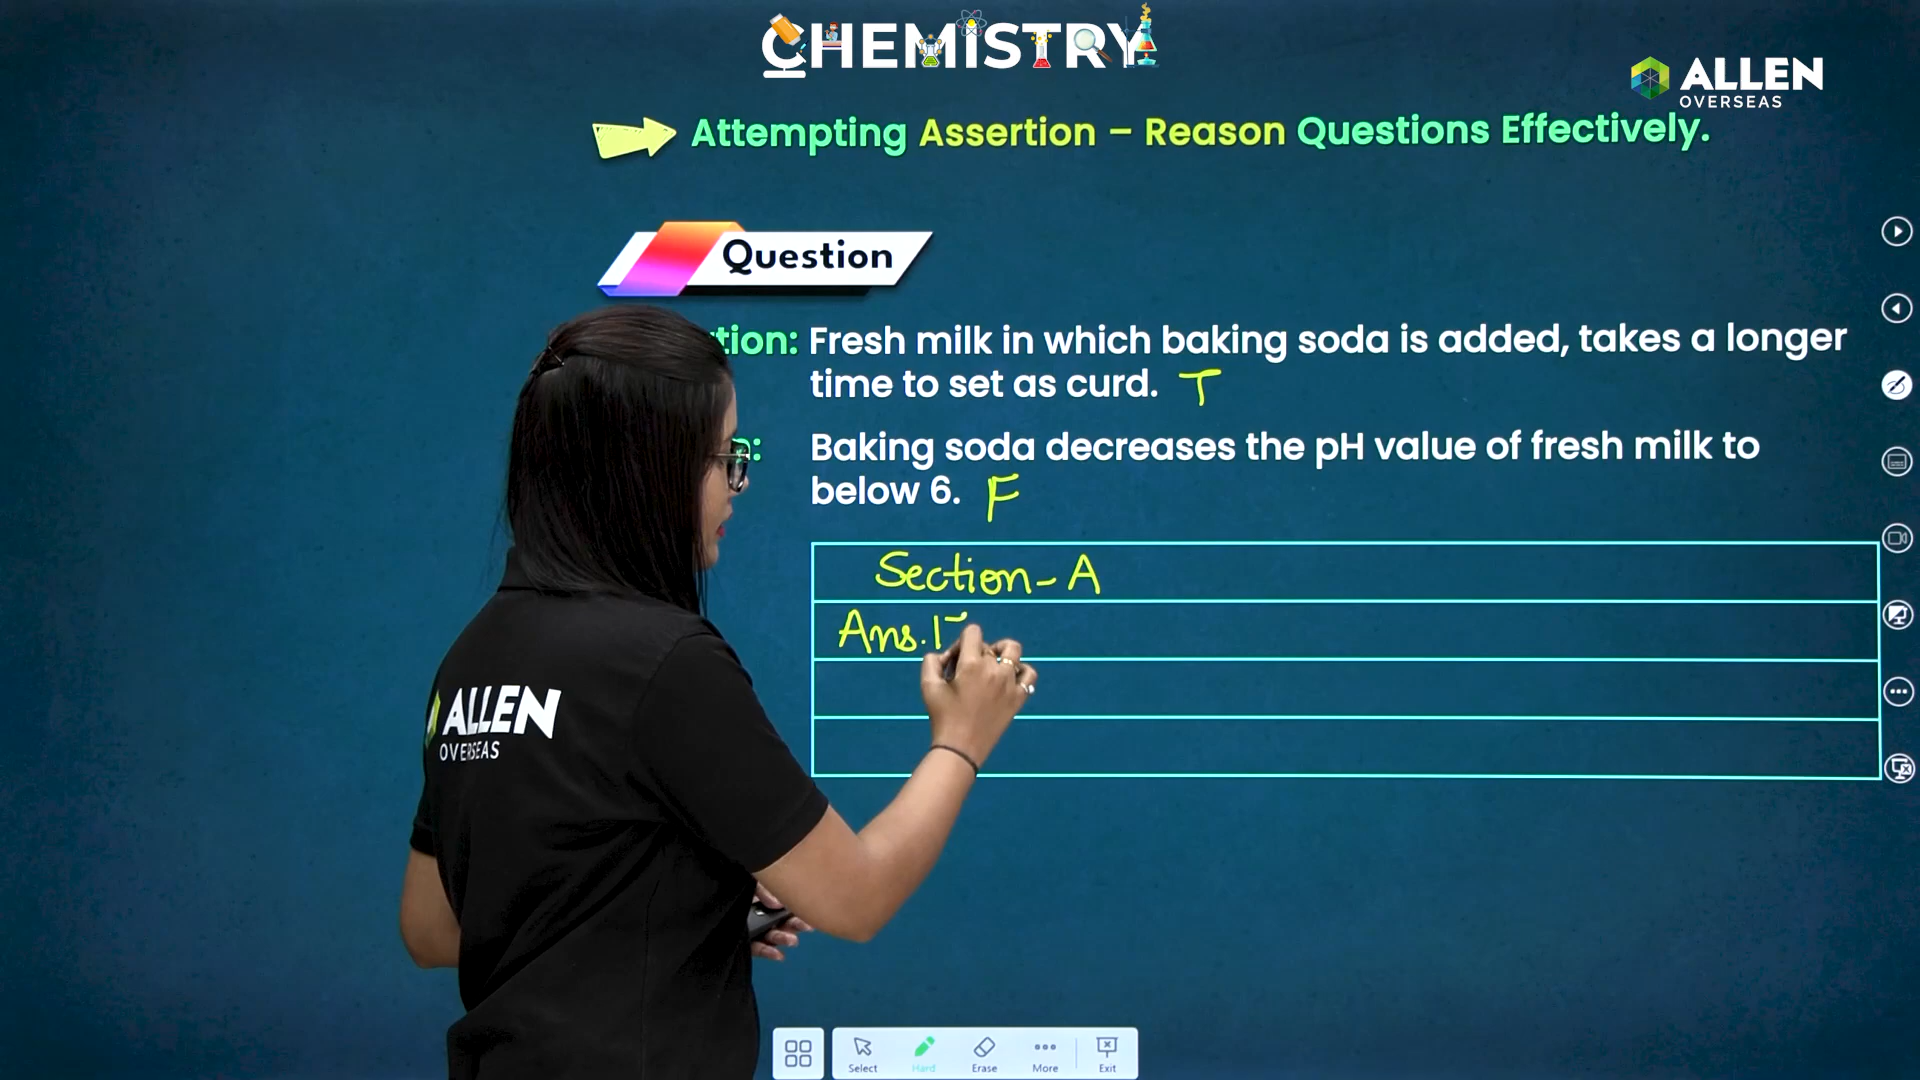 CHEMISTRY
ALLEN
OVERSEAS
Attempting Assertion – Reason Questions Effectively.
Question
tion: Fresh milk in which baking soda is added, takes a longer
time to set as curd. T
Baking soda decreases the pH value of fresh milk to
below 6. F
Section-A
Ans.
ALLEN
OVERSEAS
Select
Hard
Erase
More
Exit